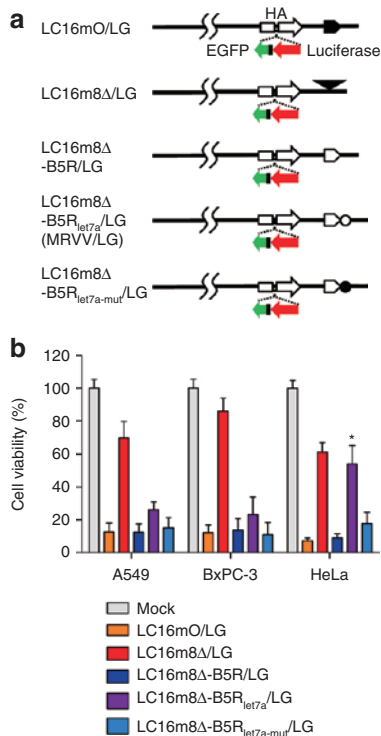 a
LC16mO/LG
HA
EGFP
Luciferase
LC16m8Δ/LG
LC16m8Δ
-B5R/LG
LC16m8Δ
-B5Rlet7a/LG
(MRVV/LG)
LC16m8Δ
-B5Rlet7a-mut/LG
b
Cell viability (%)
120
100
80
60
40
20
0
*
A549 BxPC-3 HeLa
Mock
LC16mO/LG
LC16m8Δ/LG
LC16m8Δ-B5R/LG
LC16m8Δ-B5Rlet7a/LG
LC16m8Δ-B5Rlet7a-mut/LG